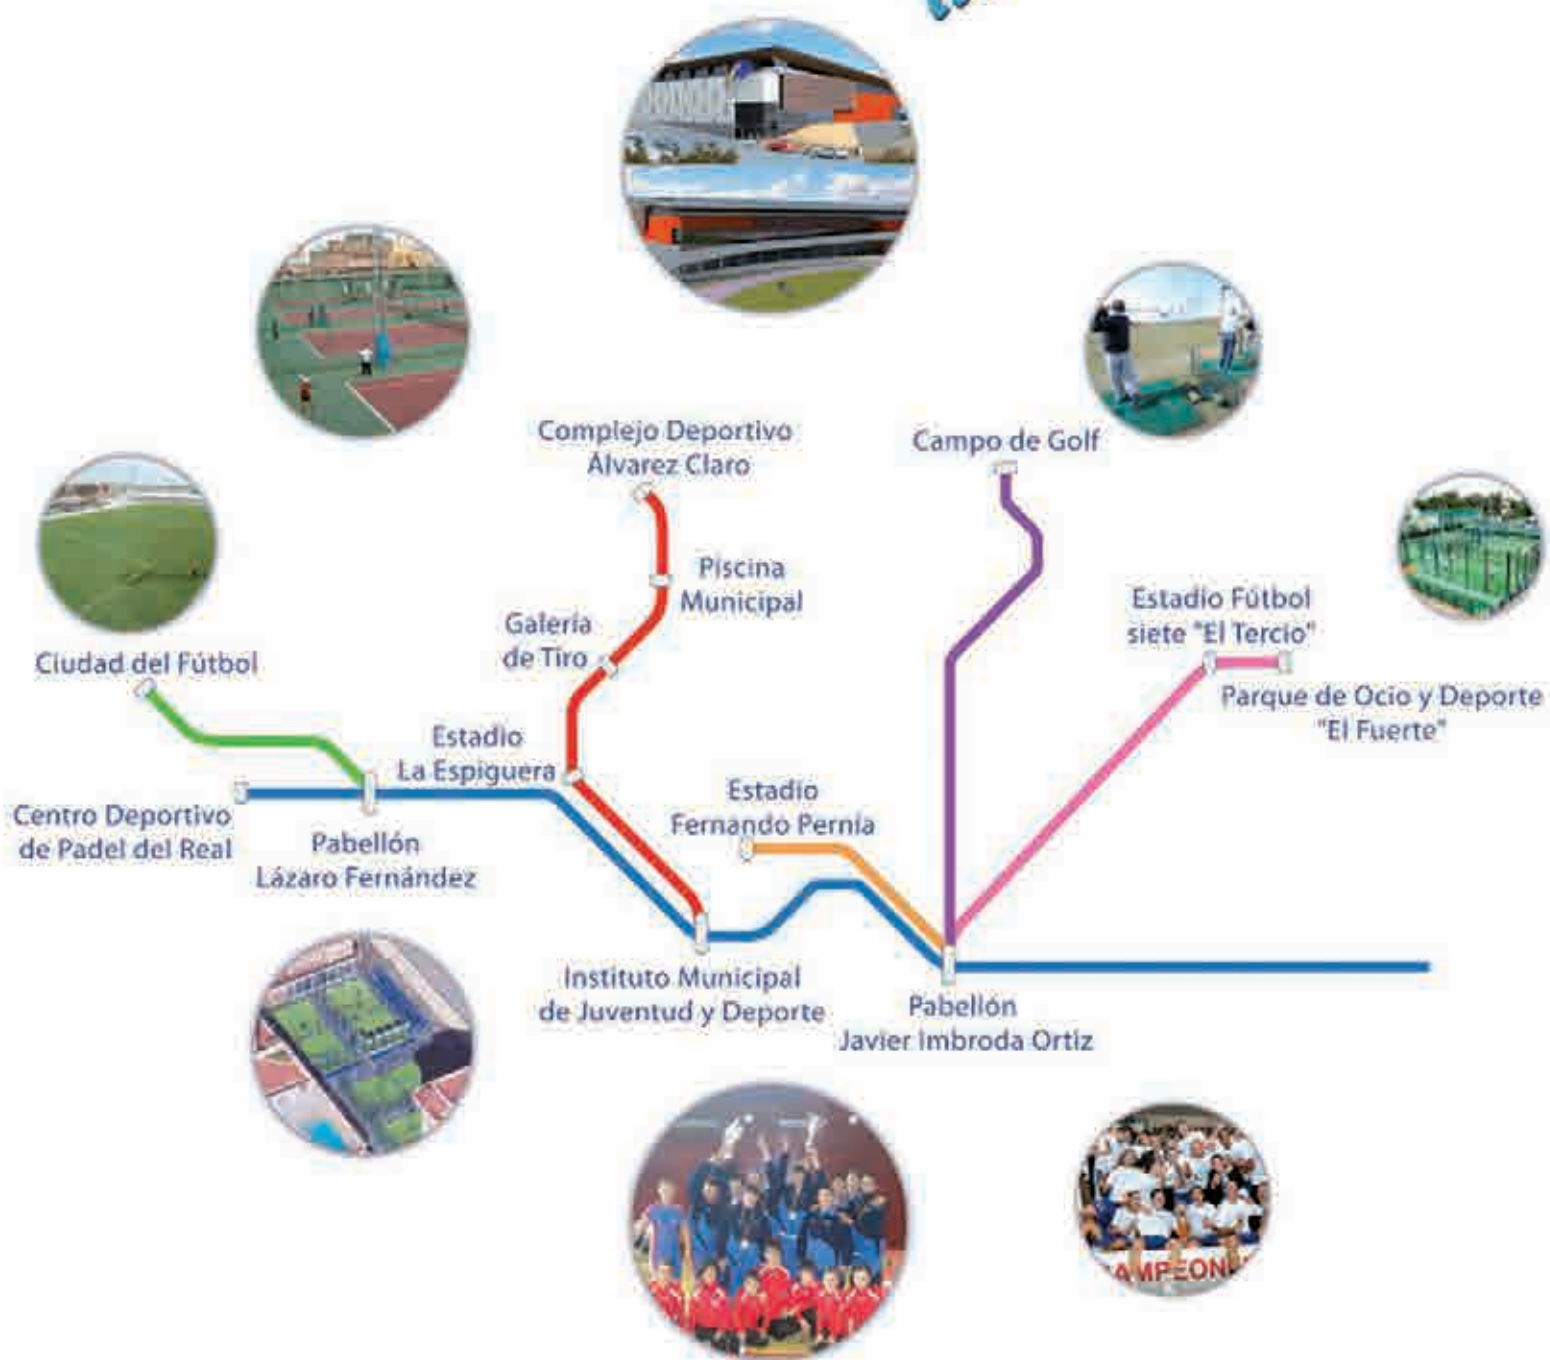 Complejo Deportivo
Álvarez Claro
Campo de Golf
Piscina
Municipal
Galería
de Tiro
Estadio Fútbol
siete "El Tercio"
Ciudad del Fútbol
Parque de Ocio y Deporte
"El Fuerte"
Estadio
La Espiguera
Estadio
Fernando Pernía
Centro Deportivo
de Padel del Real
Pabellón
Lázaro Fernández
Instituto Municipal
de Juventud y Deporte
Pabellón
Javier Imbroda Ortiz